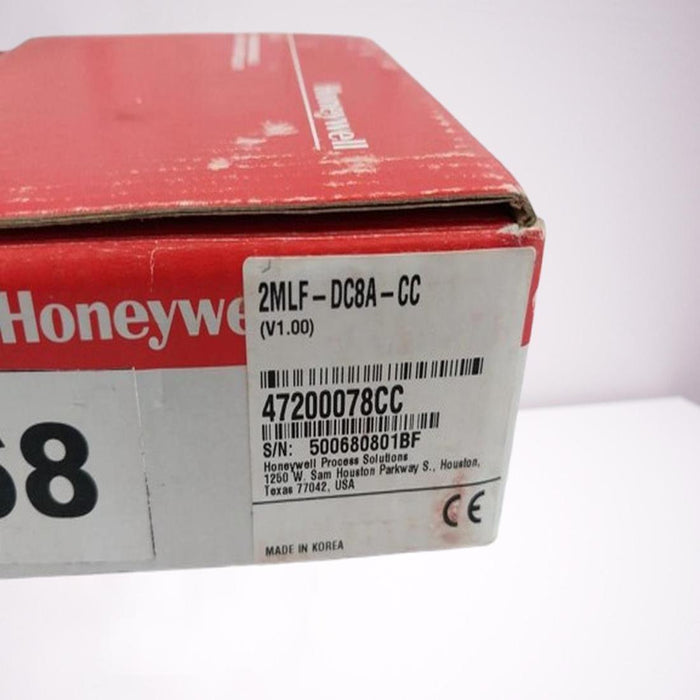 Honeywell
Honeywe
68
2MLF-DC8A-CC
(V1.00)
47200078CC
S/N: 500680801BF
Honeywell Process Solutions
1250 W. Sam Houston Parkway S., Houston,
Texas 77042, USA
CE
MADE IN KOREA